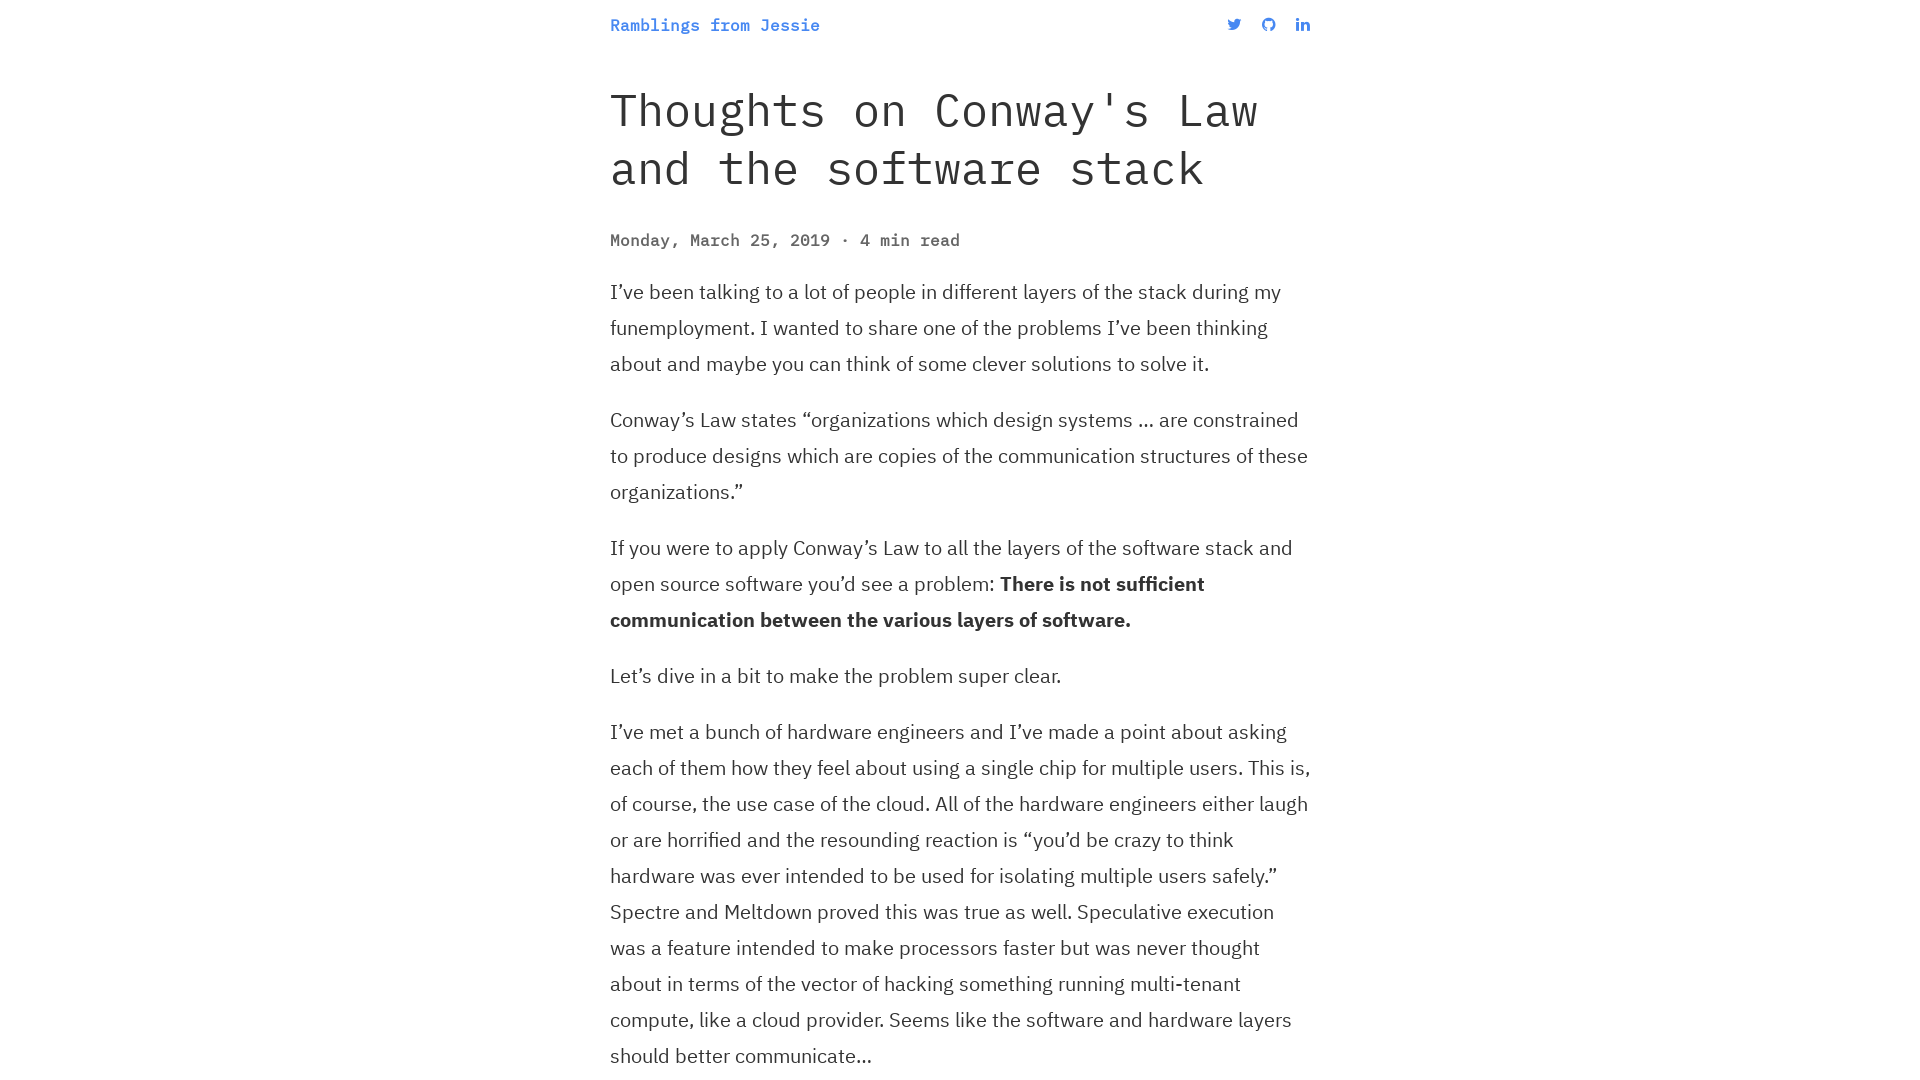 Ramblings from Jessie
Thoughts on Conway's Law
and the software stack
Monday, March 25, 2019 · 4 min read
I’ve been talking to a lot of people in different layers of the stack during my
funemployment. I wanted to share one of the problems I’ve been thinking
about and maybe you can think of some clever solutions to solve it.
Conway’s Law states “organizations which design systems … are constrained
to produce designs which are copies of the communication structures of these
organizations.”
If you were to apply Conway’s Law to all the layers of the software stack and
open source software you’d see a problem: There is not sufficient
communication between the various layers of software.
Let’s dive in a bit to make the problem super clear.
I’ve met a bunch of hardware engineers and I’ve made a point about asking
each of them how they feel about using a single chip for multiple users. This is,
of course, the use case of the cloud. All of the hardware engineers either laugh
or are horrified and the resounding reaction is “you’d be crazy to think
hardware was ever intended to be used for isolating multiple users safely.”
Spectre and Meltdown proved this was true as well. Speculative execution
was a feature intended to make processors faster but was never thought
about in terms of the vector of hacking something running multi-tenant
compute, like a cloud provider. Seems like the software and hardware layers
should better communicate…